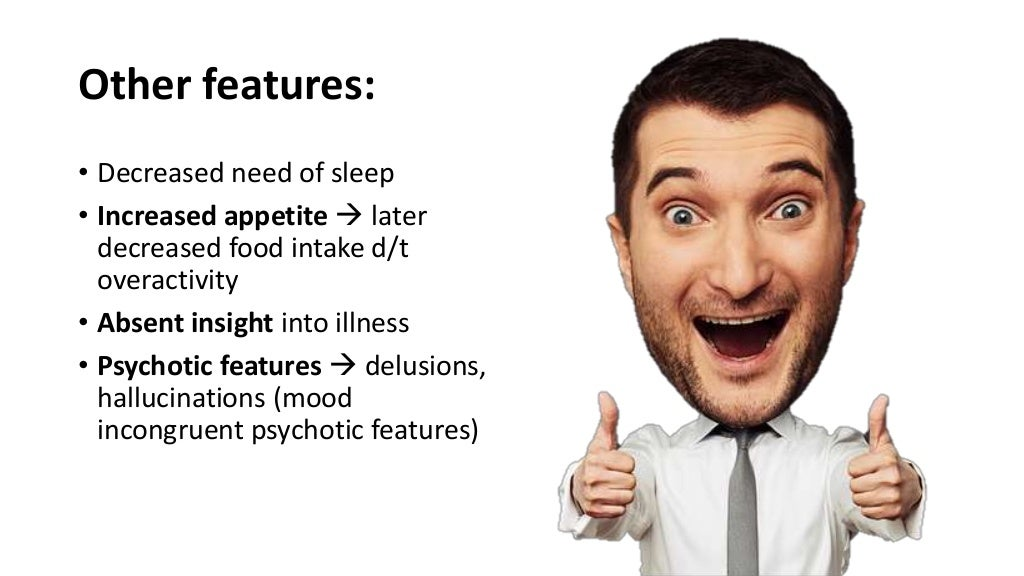 Other features:
• Decreased need of sleep
• Increased appetite → later
decreased food intake d/t
overactivity
• Absent insight into illness
• Psychotic features → delusions,
hallucinations (mood
incongruent psychotic features)